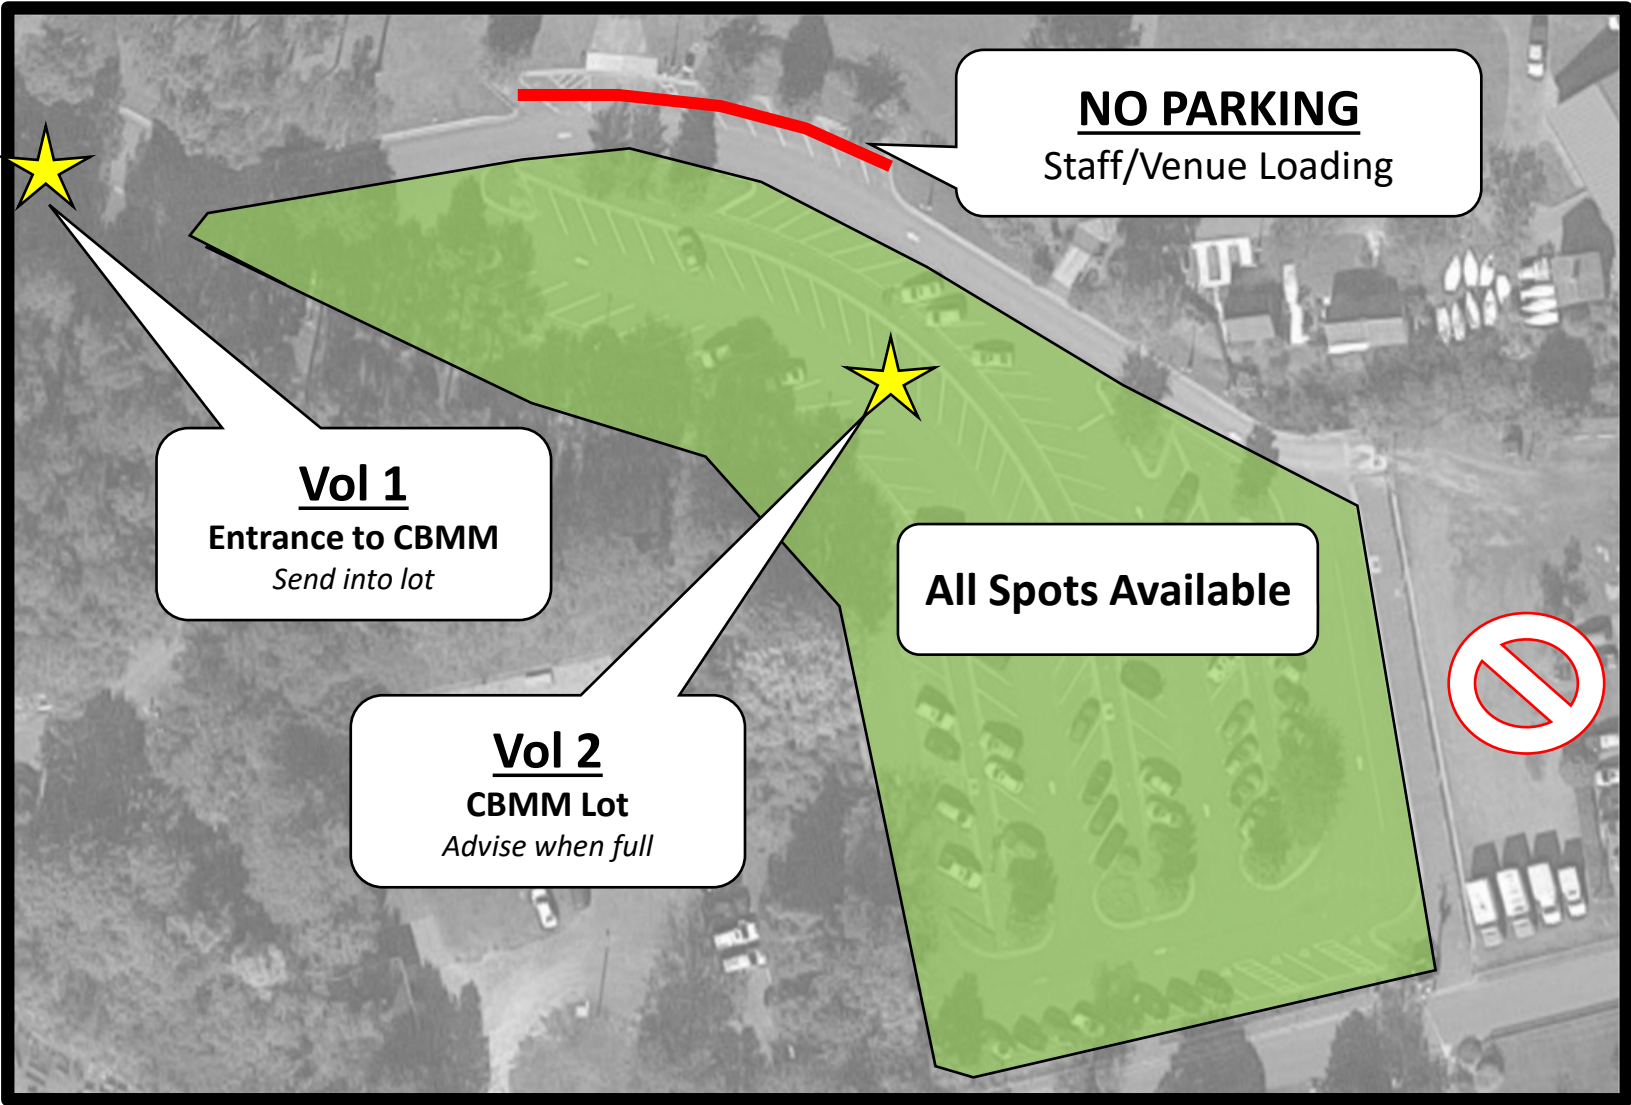 NO PARKING
Staff/Venue Loading
Vol 1
Entrance to CBMM
Send into lot
All Spots Available
Vol 2
CBMM Lot
Advise when full